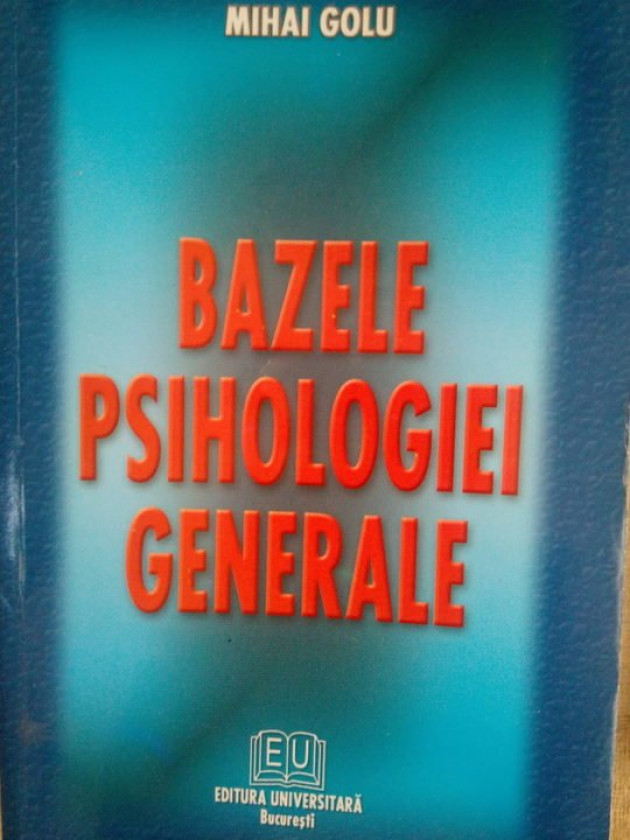 MIHAI GOLU
BAZELE
PSIHOLOGIEI
GENERALE
EU
EDITURA UNIVERSITARĂ
București